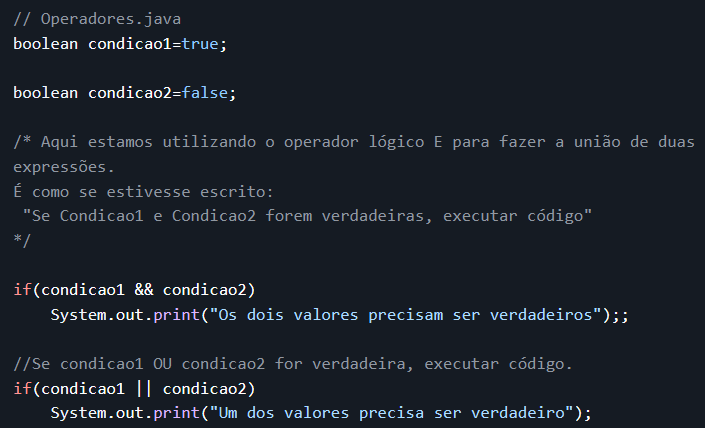 // Operadores.java
boolean condicao1=true;
boolean condicao2=false;
/* Aqui estamos utilizando o operador lógico E para fazer a união de duas
expressões.
É como se estivesse escrito:
 "Se Condicao1 e Condicao2 forem verdadeiras, executar código"
*/
if(condicao1 && condicao2)
    System.out.print("Os dois valores precisam ser verdadeiros");;
//Se condicao1 OU condicao2 for verdadeira, executar código.
if(condicao1 || condicao2)
    System.out.print("Um dos valores precisa ser verdadeiro");